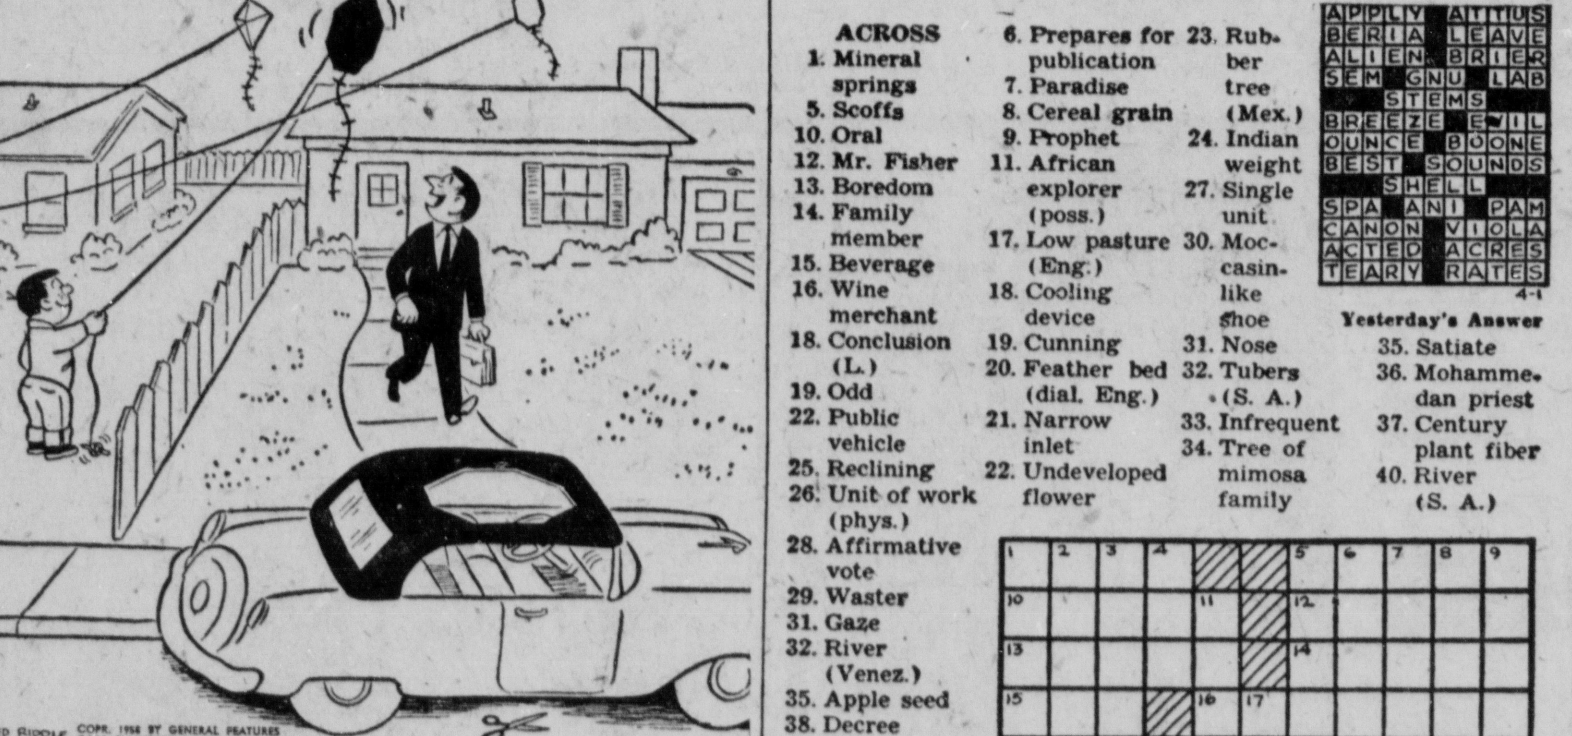 ACROSS
1. Mineral
springs
5. Scoffs
10. Oral
12. Mr. Fisher
13. Boredom
14. Family
member
15. Beverage
16. Wine
merchant
18. Conclusion
(L.)
19. Odd
22. Public
vehicle
25. Reclining
26. Unit of work
(phys.)
28. Affirmative
vote
29. Waster
31. Gaze
32. River
(Venez.)
35. Apple seed
38. Decree
6. Prepares for
publication
7. Paradise
8. Cereal grain
9. Prophet
11. African
explorer
(poss.)
17. Low pasture
(Eng.)
18. Cooling
device
19. Cunning
20. Feather bed
(dial. Eng.)
21. Narrow
inlet
22. Undeveloped
flower
23. Rub-
ber
tree
(Mex.)
24. Indian
weight
27. Single
unit
30. Moc-
casin-
like
shoe
31. Nose
32. Tubers
(S. A.)
33. Infrequent
34. Tree of
mimosa
family
APPLY ATTUS
BERIA LEAVE
ALIEN BRIER
SEM GNU LAB
STEMS
BREEZE EVIL
OUNCE BOONE
BEST SOUNDS
SHELL
SPA ANI PAM
CANON VIOLA
ACTED ACRES
TEARY RATES
4-1
Yesterday's Answer
35. Satiate
36. Mohamme-
dan priest
37. Century
plant fiber
40. River
(S. A.)
1 2 3 4 5 6 7 8 9
10 11 12
13 14
15 16 17
COPR. 1958 BY GENERAL FEATURES